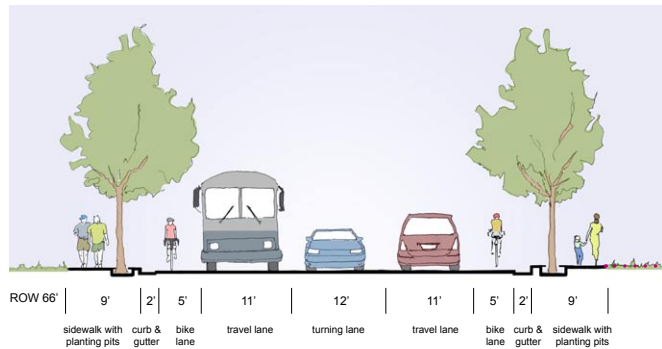 ROW 66' 9' 2' 5' 11' 12' 11' 5' 2' 9'
sidewalk with curb & bike travel lane turning lane travel lane bike curb & sidewalk with
planting pits gutter lane lane gutter planting pits